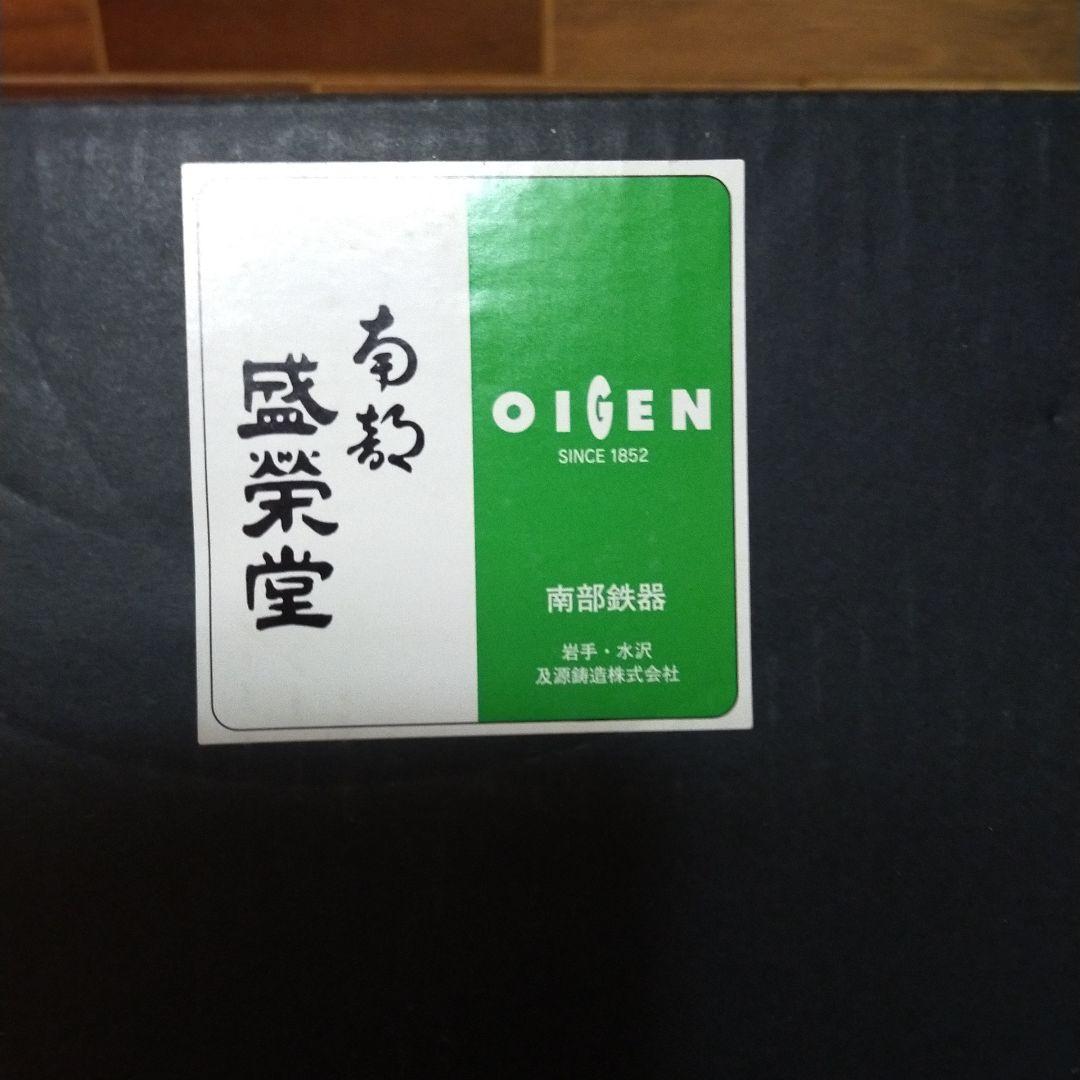 南部
盛榮堂
OIGEN
SINCE 1852
南部鉄器
岩手・水沢
及源鋳造株式会社